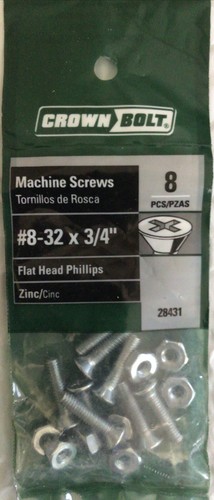 CROWN BOLT
Machine Screws
Tornillos de Rosca
8
PCS/PZAS
#8-32 x 3/4"
Flat Head Phillips
Zinc/Cinc
28431